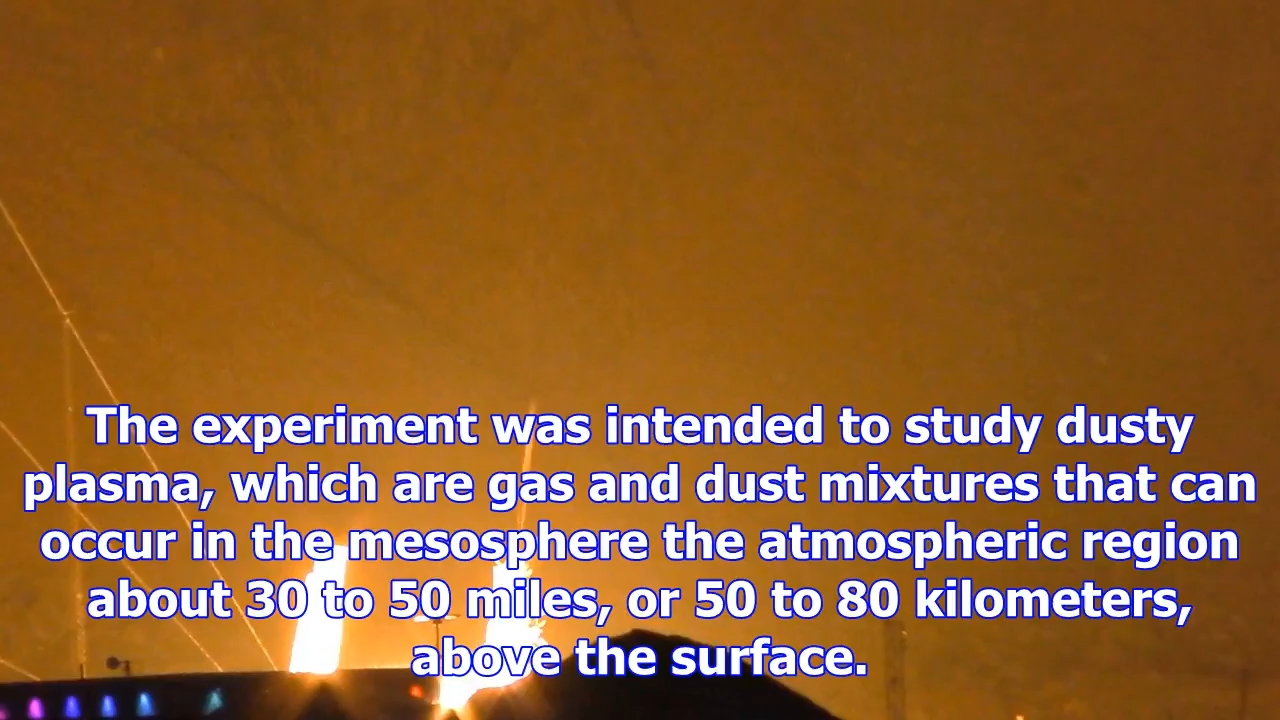 The experiment was intended to study dusty
plasma, which are gas and dust mixtures that can
occur in the mesosphere the atmospheric region
about 30 to 50 miles, or 50 to 80 kilometers,
above the surface.